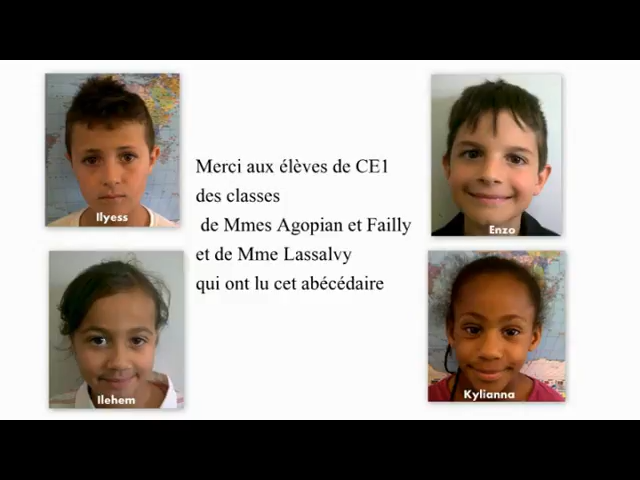 Merci aux élèves de CE1
des classes
de Mmes Agopian et Failly
et de Mme Lassalvy
qui ont lu cet abécédaire
Ilyess
Enzo
Ilehem
Kylianna